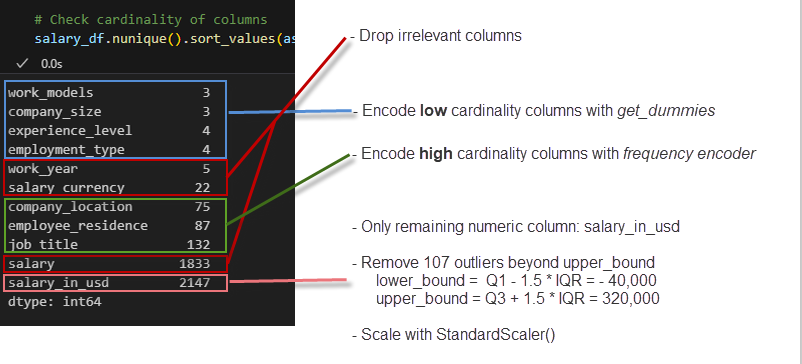 # Check cardinality of columns
salary_df.nunique().sort_values(as
0.0s
work_models 3
company_size 3
experience_level 4
employment_type 4
work_year 5
salary_currency 22
company_location 75
employee_residence 87
job_title 132
salary 1833
salary_in_usd 2147
dtype: int64
- Drop irrelevant columns
- Encode low cardinality columns with get_dummies
- Encode high cardinality columns with frequency encoder
- Only remaining numeric column: salary_in_usd
- Remove 107 outliers beyond upper_bound
lower_bound = Q1 - 1.5 * IQR = - 40,000
upper_bound = Q3 + 1.5 * IQR = 320,000
- Scale with StandardScaler()